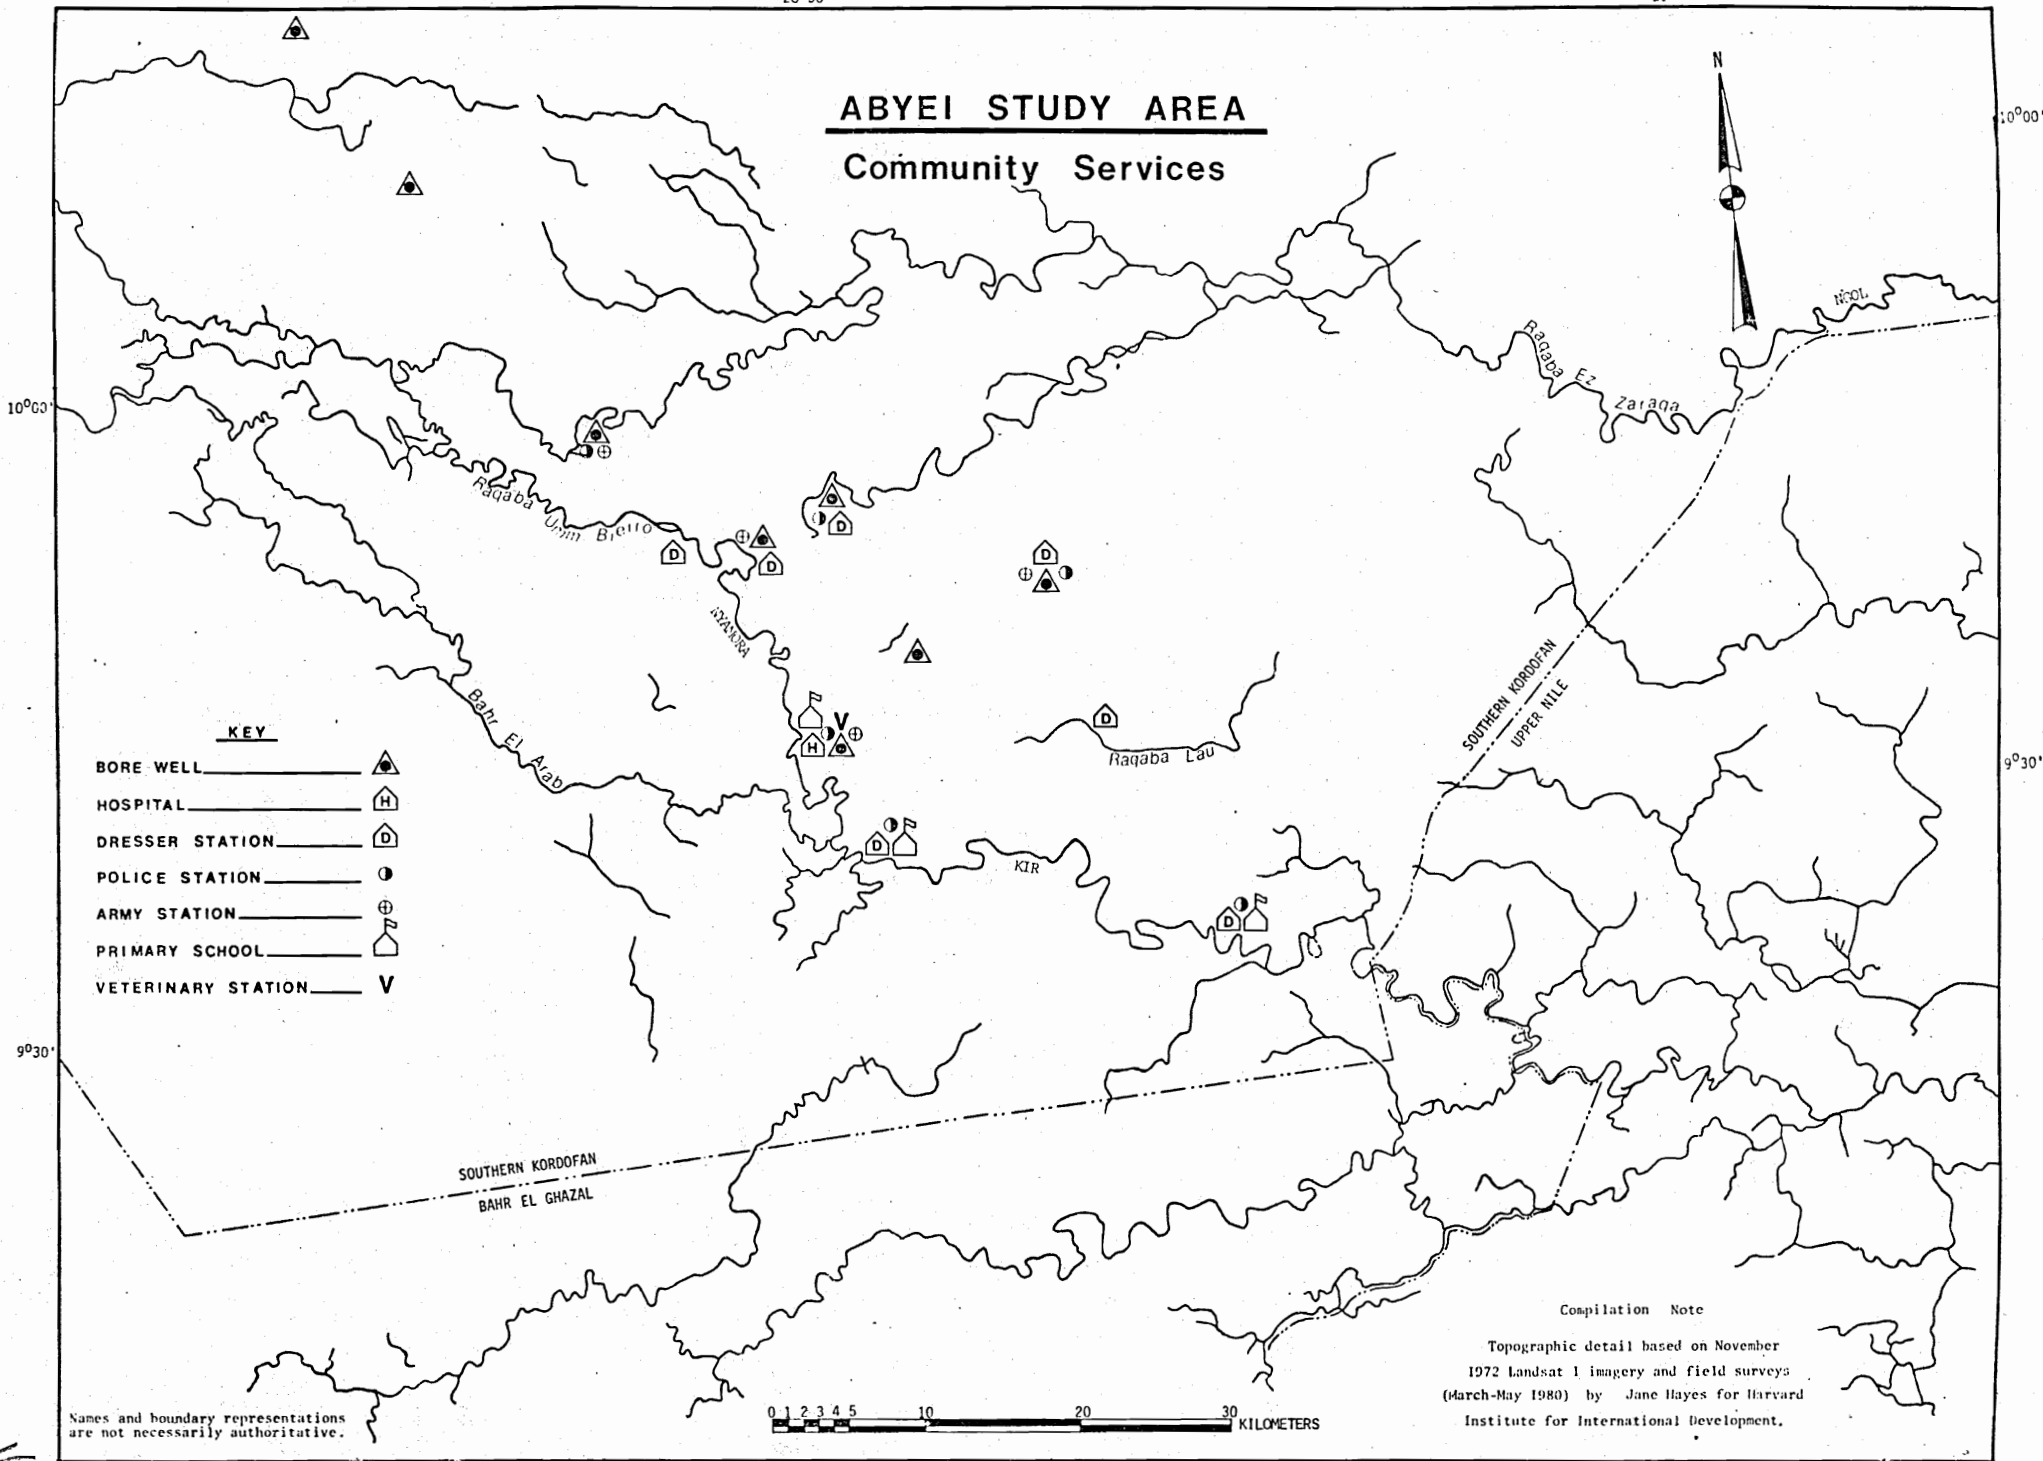 ABYEI STUDY AREA
Community Services
N
10°00'
NGOL
Raqaba Ez Zaraqa
10°00'
Raqaba Umm Biero
NYAMORA
SOUTHERN KORDOFAN
UPPER NILE
Bahr El Arab
V
H
D
D
D
D
D
Raqaba Lau
9°30'
KEY
BORE WELL
HOSPITAL H
DRESSER STATION D
POLICE STATION
ARMY STATION
PRIMARY SCHOOL
VETERINARY STATION V
D
KIR
D
9°30'
SOUTHERN KORDOFAN
BAHR EL GHAZAL
Compilation Note
Topographic detail based on November
1972 Landsat 1 imagery and field surveys
(March-May 1980) by Jane Hayes for Harvard
Institute for International Development.
Names and boundary representations
are not necessarily authoritative.
0 1 2 3 4 5 10 20 30 KILOMETERS